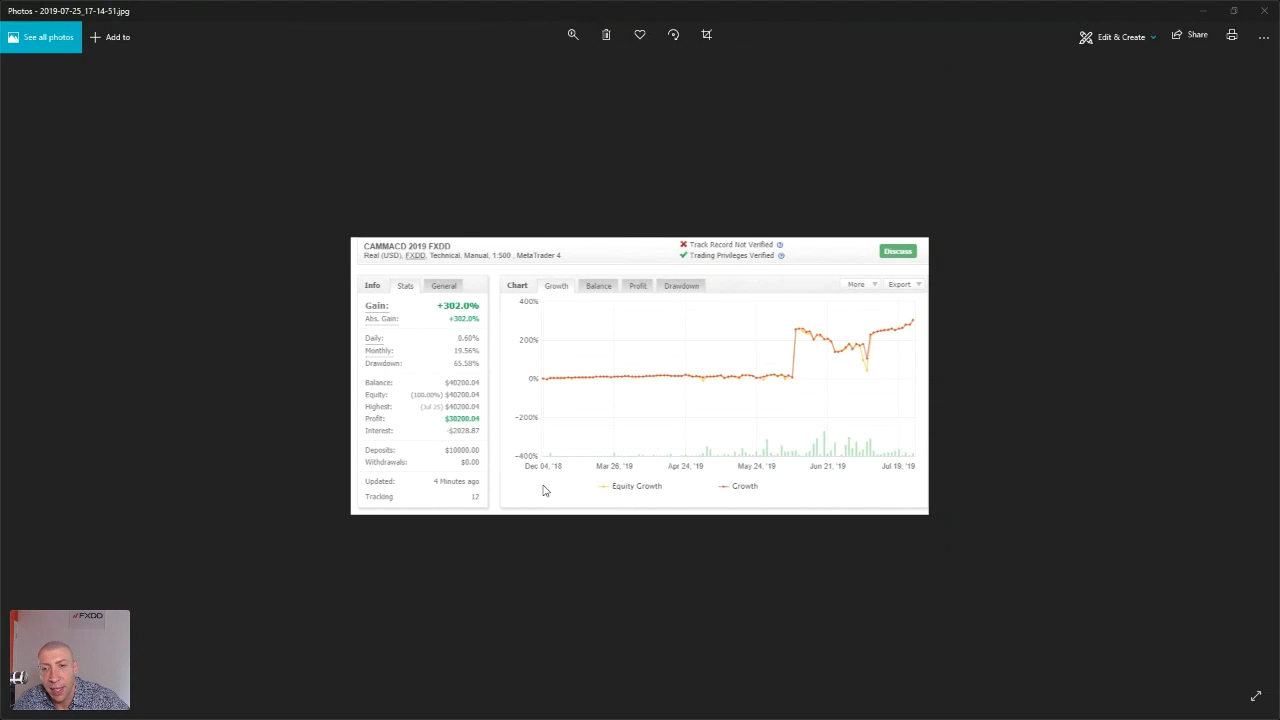 Photos - 2019-07-25_17-14-51.jpg
See all photos
Add to
Edit & Create
Share
CAMMACD 2019 FXDD
Real (USD), FXDD, Technical, Manual, 1:500 , MetaTrader 4
Track Record Not Verified
Trading Privileges Verified
Discuss
Info Stats General
Gain: +302.0%
Abs. Gain: +302.0%
Daily: 0.60%
Monthly: 19.56%
Drawdown: 65.58%
Balance: $40200.04
Equity: (100.00%) $40200.04
Highest: (Jul 25) $40200.04
Profit: $30200.04
Interest: -$2028.87
Deposits: $10000.00
Withdrawals: $0.00
Updated: 4 Minutes ago
Tracking 12
Chart Growth Balance Profit Drawdown More Export
400%
200%
0%
-200%
-400%
Dec 04, '18 Mar 26, '19 Apr 24, '19 May 24, '19 Jun 21, '19 Jul 19, '19
Equity Growth Growth
FXDD